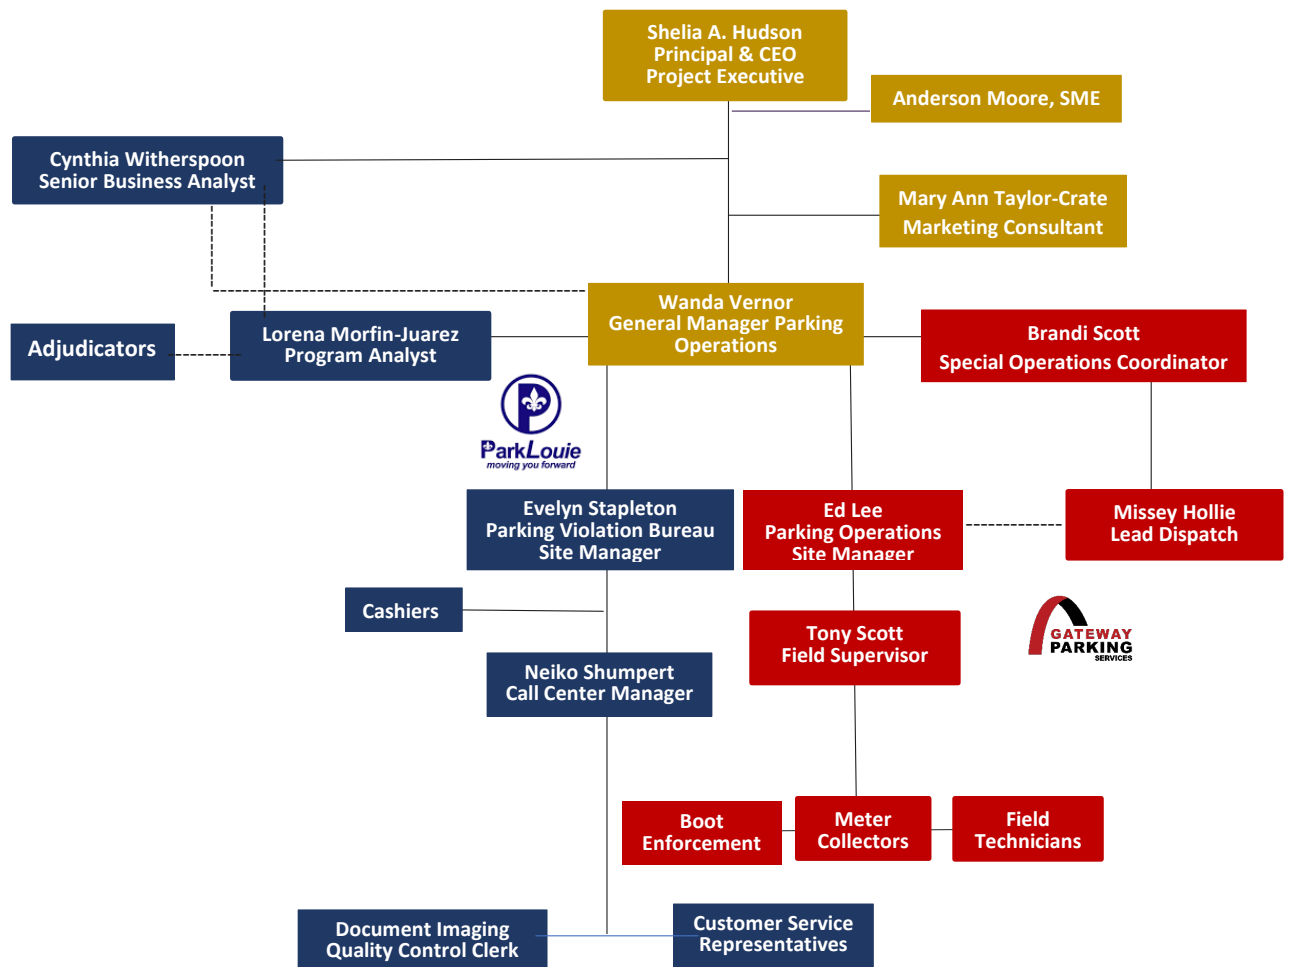 Shelia A. Hudson
Principal & CEO
Project Executive
Anderson Moore, SME
Cynthia Witherspoon
Senior Business Analyst
Mary Ann Taylor-Crate
Marketing Consultant
Wanda Vernor
General Manager Parking
Operations
Adjudicators
Lorena Morfin-Juarez
Program Analyst
Brandi Scott
Special Operations Coordinator
P
ParkLouie
moving you forward
Evelyn Stapleton
Parking Violation Bureau
Site Manager
Ed Lee
Parking Operations
Site Manager
Missey Hollie
Lead Dispatch
Cashiers
Tony Scott
Field Supervisor
GATEWAY
PARKING
SERVICES
Neiko Shumpert
Call Center Manager
Boot
Enforcement
Meter
Collectors
Field
Technicians
Document Imaging
Quality Control Clerk
Customer Service
Representatives